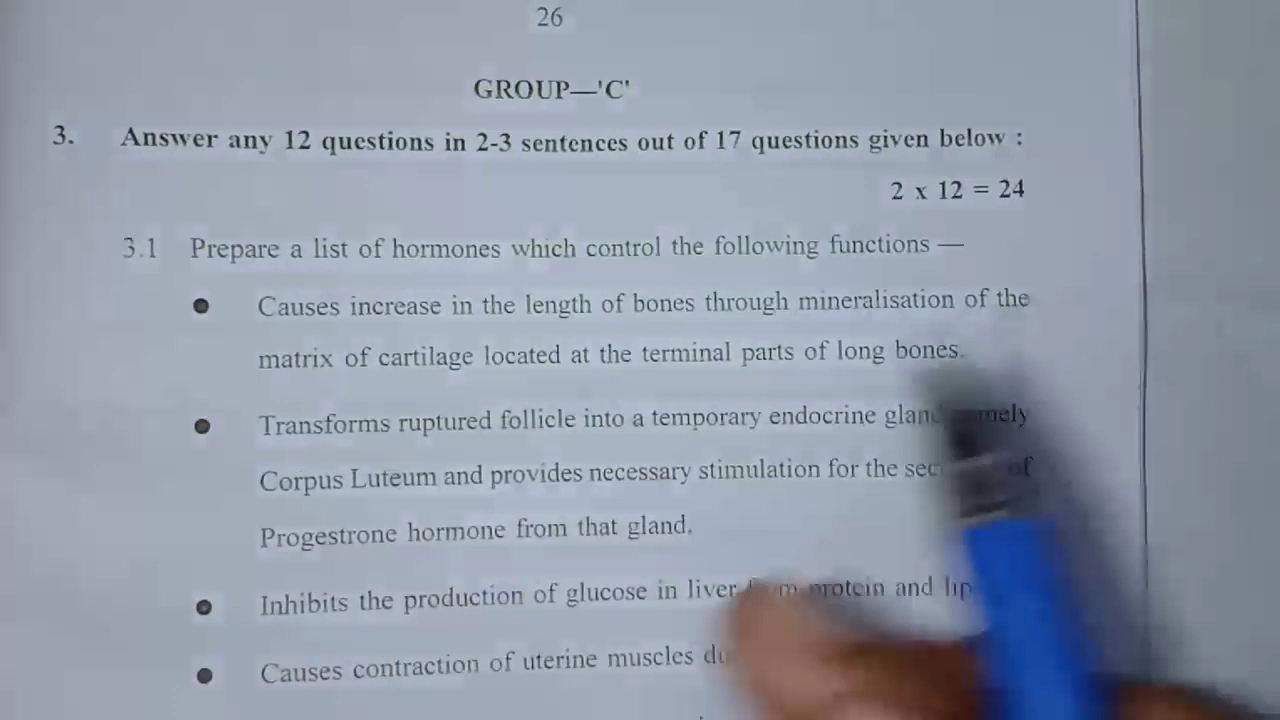 26
GROUP—'C'
3. Answer any 12 questions in 2-3 sentences out of 17 questions given below :
2 x 12 = 24
3.1 Prepare a list of hormones which control the following functions —
● Causes increase in the length of bones through mineralisation of the
matrix of cartilage located at the terminal parts of long bones.
● Transforms ruptured follicle into a temporary endocrine gland
Corpus Luteum and provides necessary stimulation for the of
Progestrone hormone from that gland.
● Inhibits the production of glucose in liver from protein and
● Causes contraction of uterine muscles